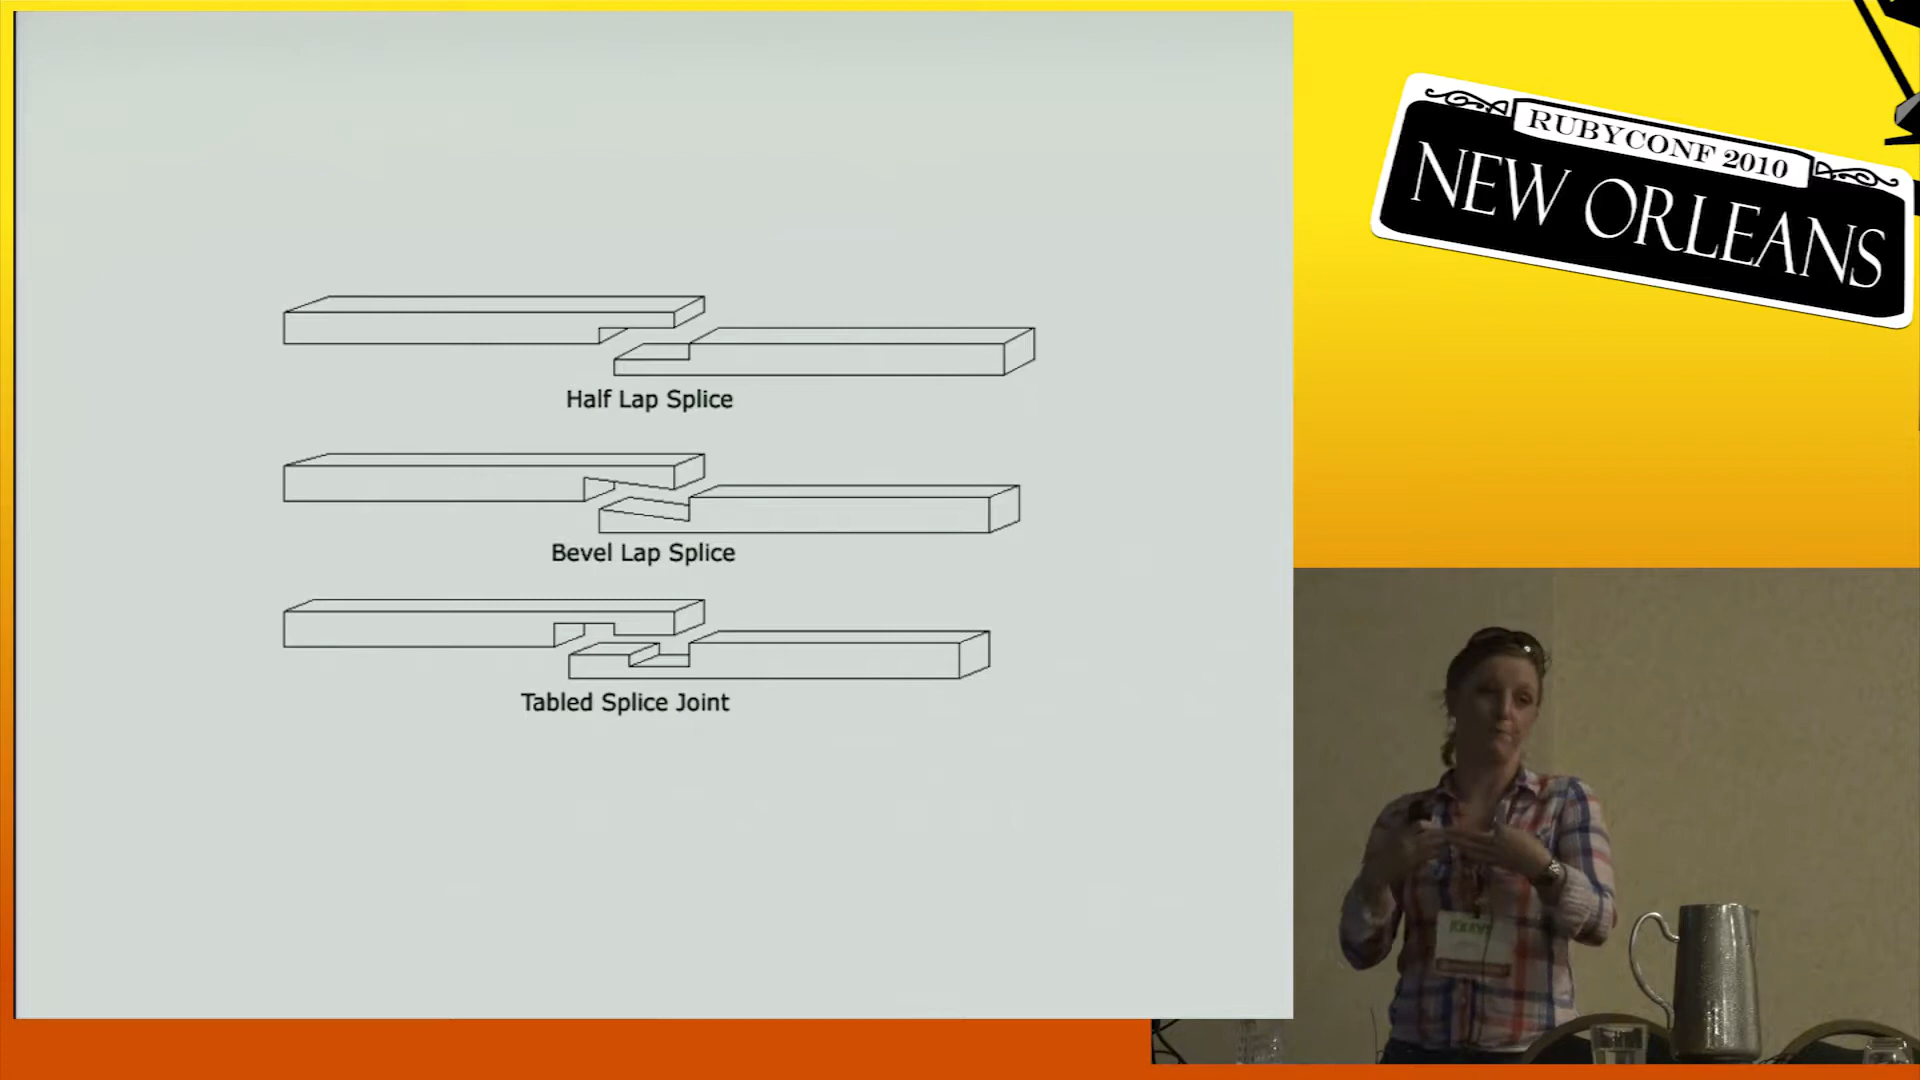 Half Lap Splice
Bevel Lap Splice
Tabled Splice Joint
RUBYCONF 2010
NEW ORLEANS